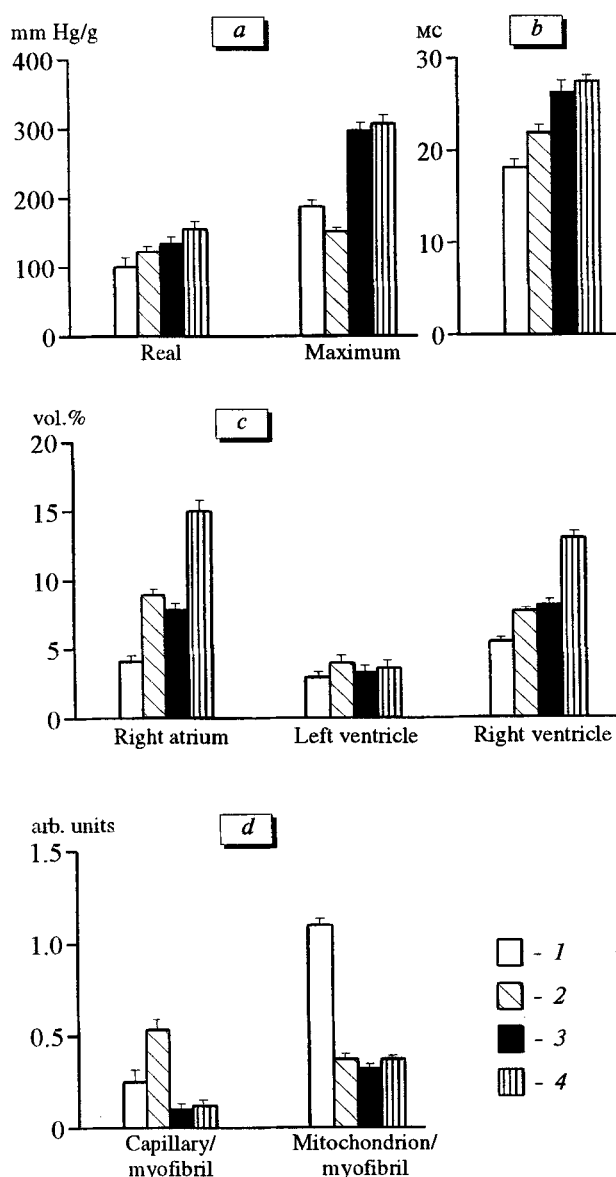 mm Hg/g
a
400
300
200
100
0
Real
Maximum
мс
b
30
20
10
0
vol.%
c
20
15
10
5
0
Right atrium
Left ventricle
Right ventricle
arb. units
d
1.5
1.0
0.5
0
Capillary/
myofibril
Mitochondrion/
myofibril
- 1
- 2
- 3
- 4